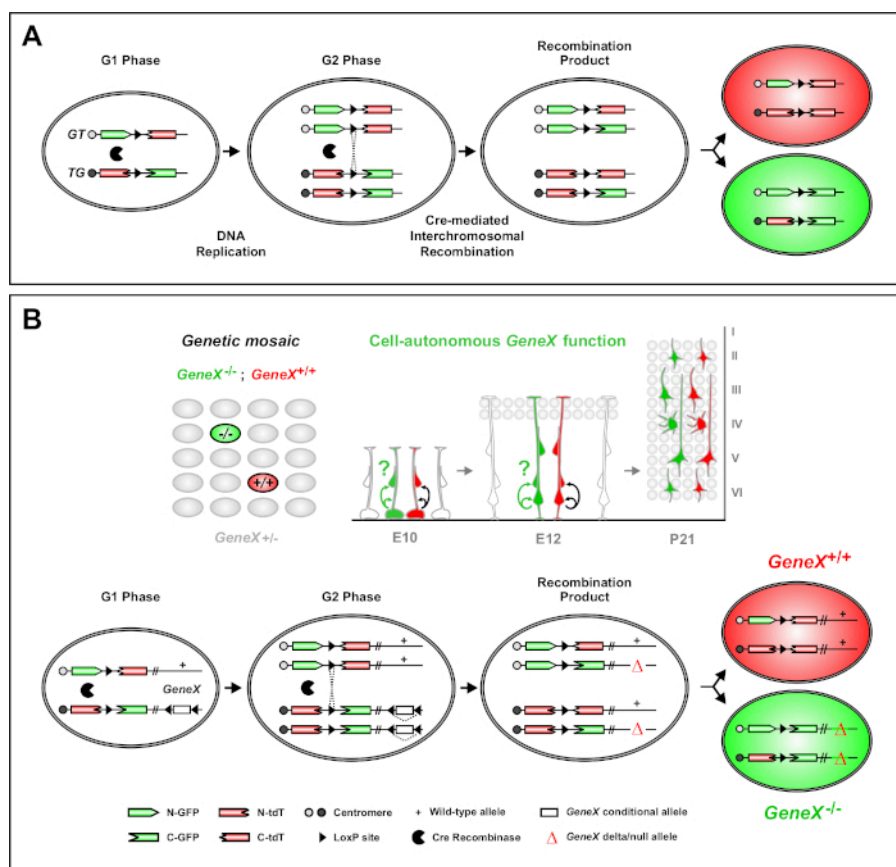 A
G1 Phase
G2 Phase
Recombination
Product
GT
TG
DNA
Replication
Cre-mediated
Interchromosomal
Recombination
B
Genetic mosaic
GeneX-/- ; GeneX+/+
-/-
+/+
GeneX+/-
Cell-autonomous GeneX function
?
?
E10
E12
P21
I
II
III
IV
V
VI
G1 Phase
G2 Phase
Recombination
Product
GeneX+/+
+
GeneX
+
+
+
Δ
+
Δ
+
+
Δ
Δ
GeneX-/-
N-GFP
N-tdT
Centromere
+ Wild-type allele
GeneX conditional allele
C-GFP
C-tdT
LoxP site
Cre Recombinase
Δ GeneX delta/null allele